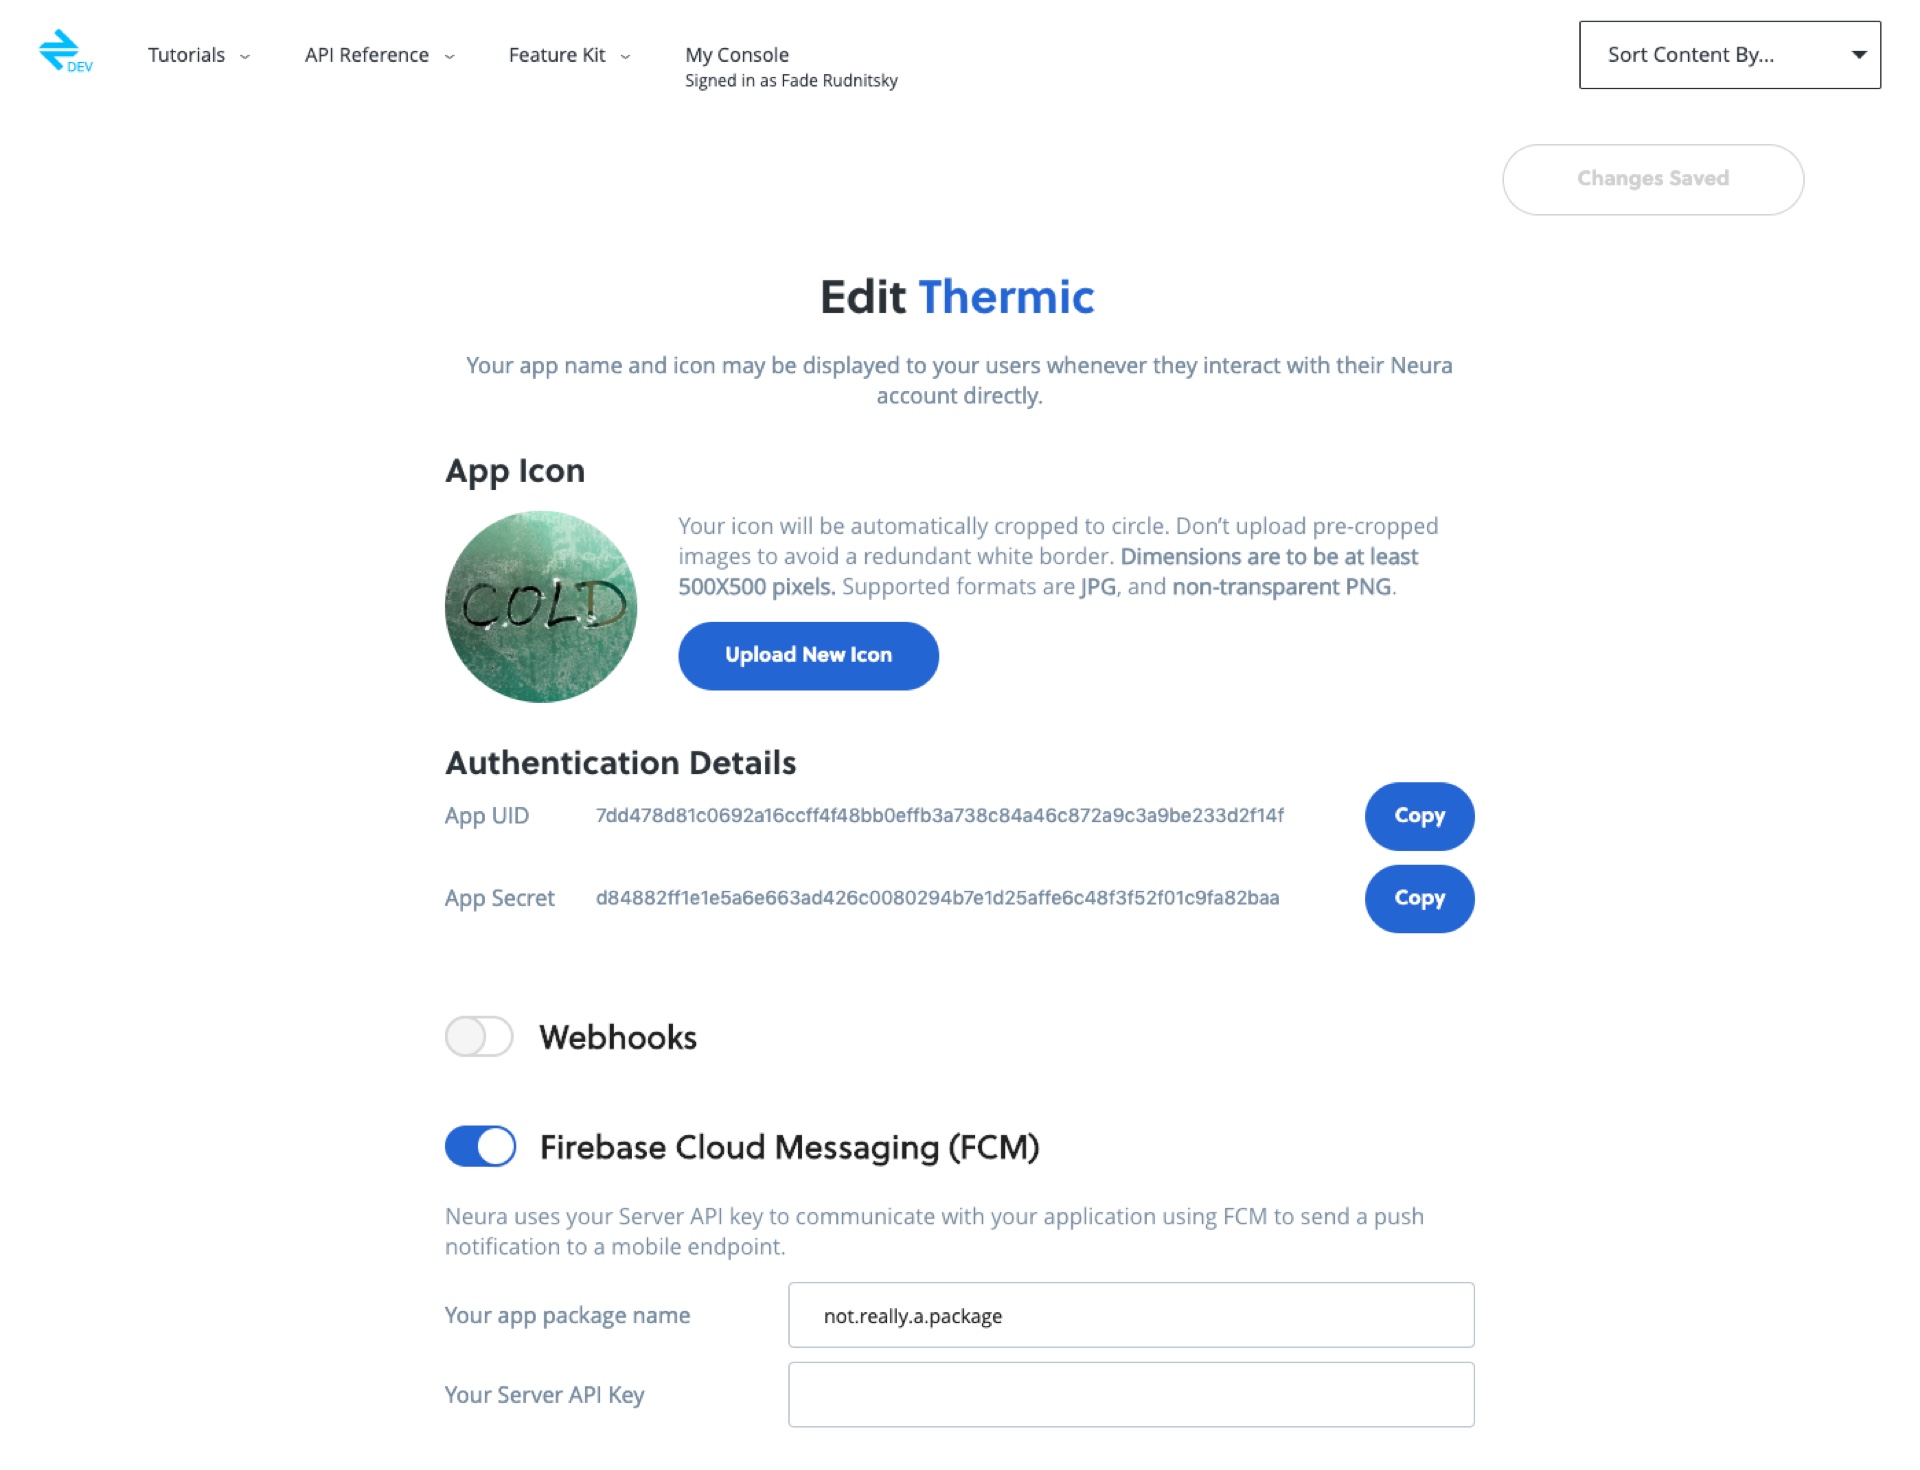 DEV
Tutorials
API Reference
Feature Kit
My Console
Signed in as Fade Rudnitsky
Sort Content By...
Changes Saved
Edit Thermic
Your app name and icon may be displayed to your users whenever they interact with their Neura
account directly.
App Icon
COLD
Your icon will be automatically cropped to circle. Don’t upload pre-cropped
images to avoid a redundant white border. Dimensions are to be at least
500X500 pixels. Supported formats are JPG, and non-transparent PNG.
Upload New Icon
Authentication Details
App UID 7dd478d81c0692a16ccff4f48bb0effb3a738c84a46c872a9c3a9be233d2f14f Copy
App Secret d84882ff1e1e5a6e663ad426c0080294b7e1d25affe6c48f3f52f01c9fa82baa Copy
Webhooks
Firebase Cloud Messaging (FCM)
Neura uses your Server API key to communicate with your application using FCM to send a push
notification to a mobile endpoint.
Your app package name not.really.a.package
Your Server API Key